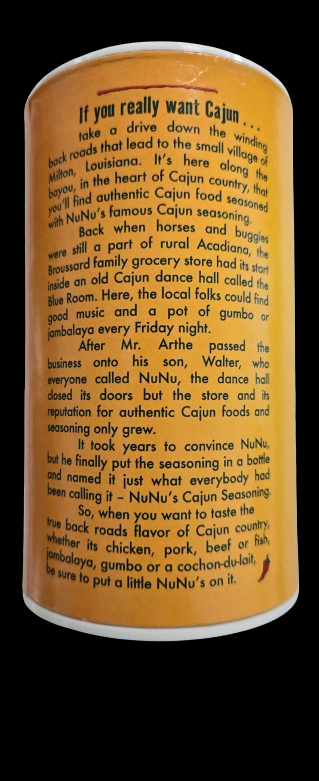 If you really want Cajun . . .
take a drive down the winding
back roads that lead to the small village of
Milton, Louisiana. It's here along the
bayou, in the heart of Cajun country, that
you'll find authentic Cajun food seasoned
with NuNu's famous Cajun seasoning.
Back when horses and buggies
were still a part of rural Acadiana, the
Broussard family grocery store had its start
inside an old Cajun dance hall called the
Blue Room. Here, the local folks could find
good music and a pot of gumbo or
jambalaya every Friday night.
After Mr. Arthe passed the
business onto his son, Walter, who
everyone called NuNu, the dance hall
closed its doors but the store and its
reputation for authentic Cajun foods and
seasoning only grew.
It took years to convince NuNu,
but he finally put the seasoning in a bottle
and named it just what everybody had
been calling it – NuNu's Cajun Seasoning.
So, when you want to taste the
true back roads flavor of Cajun country,
whether its chicken, pork, beef or fish,
jambalaya, gumbo or a cochon-du-lait,
be sure to put a little NuNu's on it.